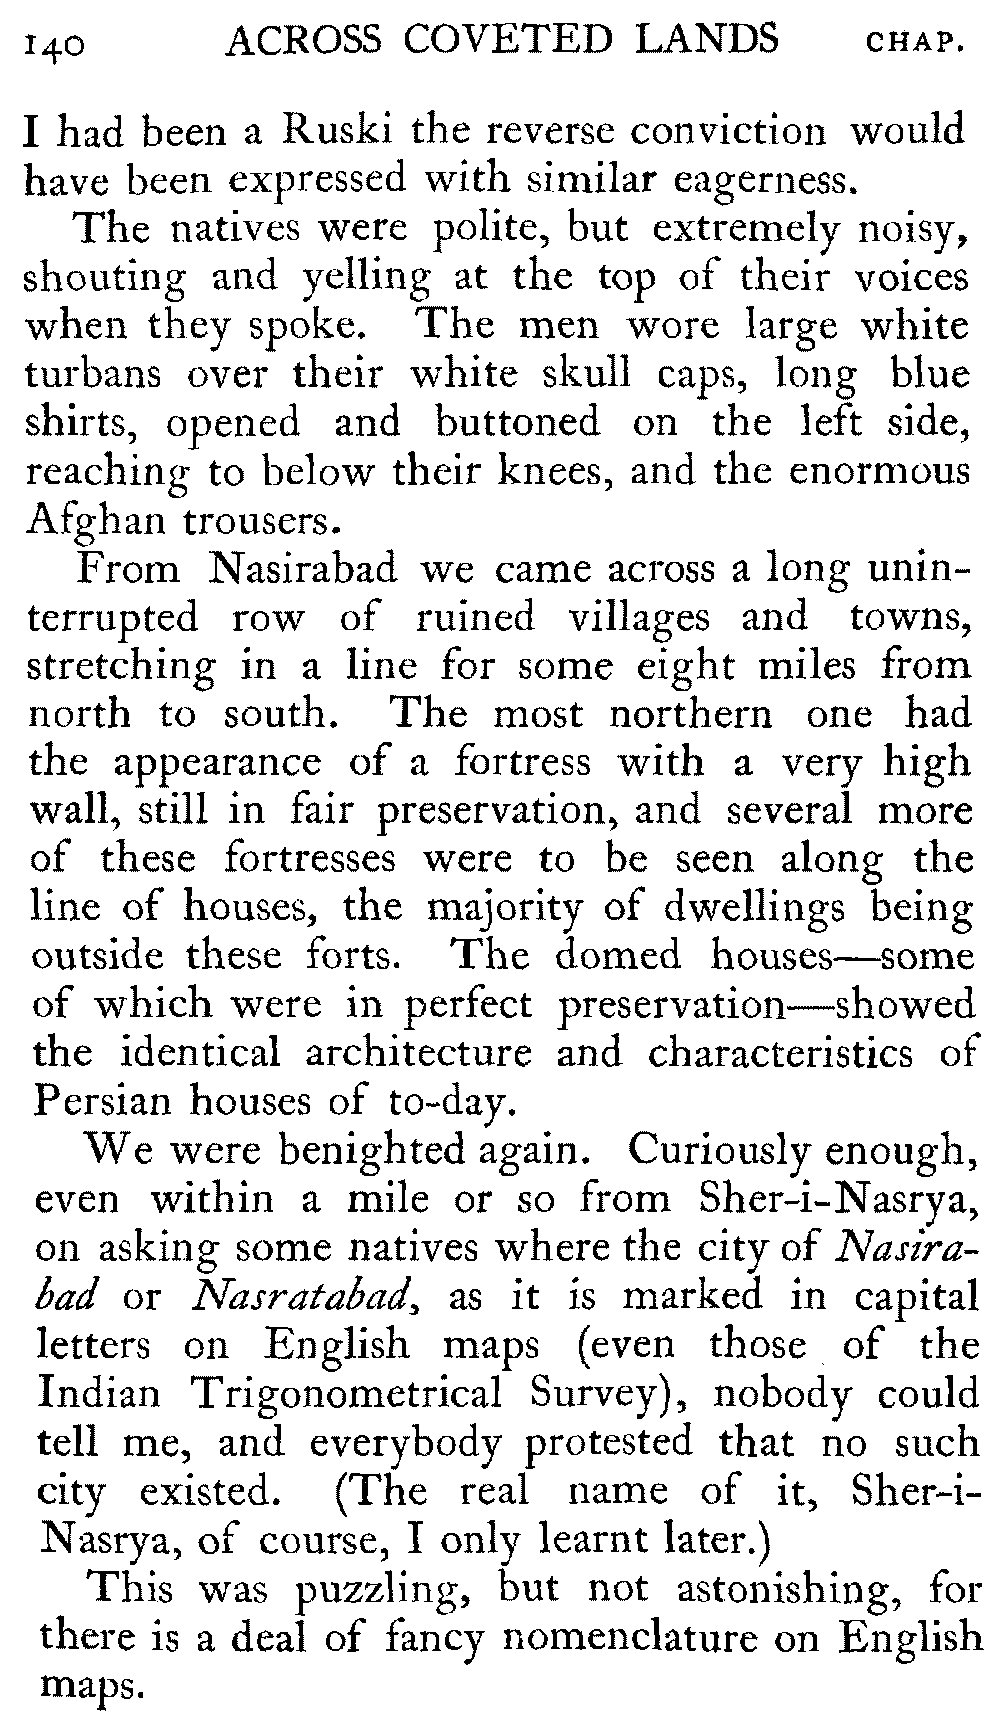 140 ACROSS COVETED LANDS CHAP.
I had been a Ruski the reverse conviction would
have been expressed with similar eagerness.
The natives were polite, but extremely noisy,
shouting and yelling at the top of their voices
when they spoke. The men wore large white
turbans over their white skull caps, long blue
shirts, opened and buttoned on the left side,
reaching to below their knees, and the enormous
Afghan trousers.
From Nasirabad we came across a long unin-
terrupted row of ruined villages and towns,
stretching in a line for some eight miles from
north to south. The most northern one had
the appearance of a fortress with a very high
wall, still in fair preservation, and several more
of these fortresses were to be seen along the
line of houses, the majority of dwellings being
outside these forts. The domed houses—some
of which were in perfect preservation—showed
the identical architecture and characteristics of
Persian houses of to-day.
We were benighted again. Curiously enough,
even within a mile or so from Sher-i-Nasrya,
on asking some natives where the city of Nasira-
bad or Nasratabad, as it is marked in capital
letters on English maps (even those of the
Indian Trigonometrical Survey), nobody could
tell me, and everybody protested that no such
city existed. (The real name of it, Sher-i-
Nasrya, of course, I only learnt later.)
This was puzzling, but not astonishing, for
there is a deal of fancy nomenclature on English
maps.